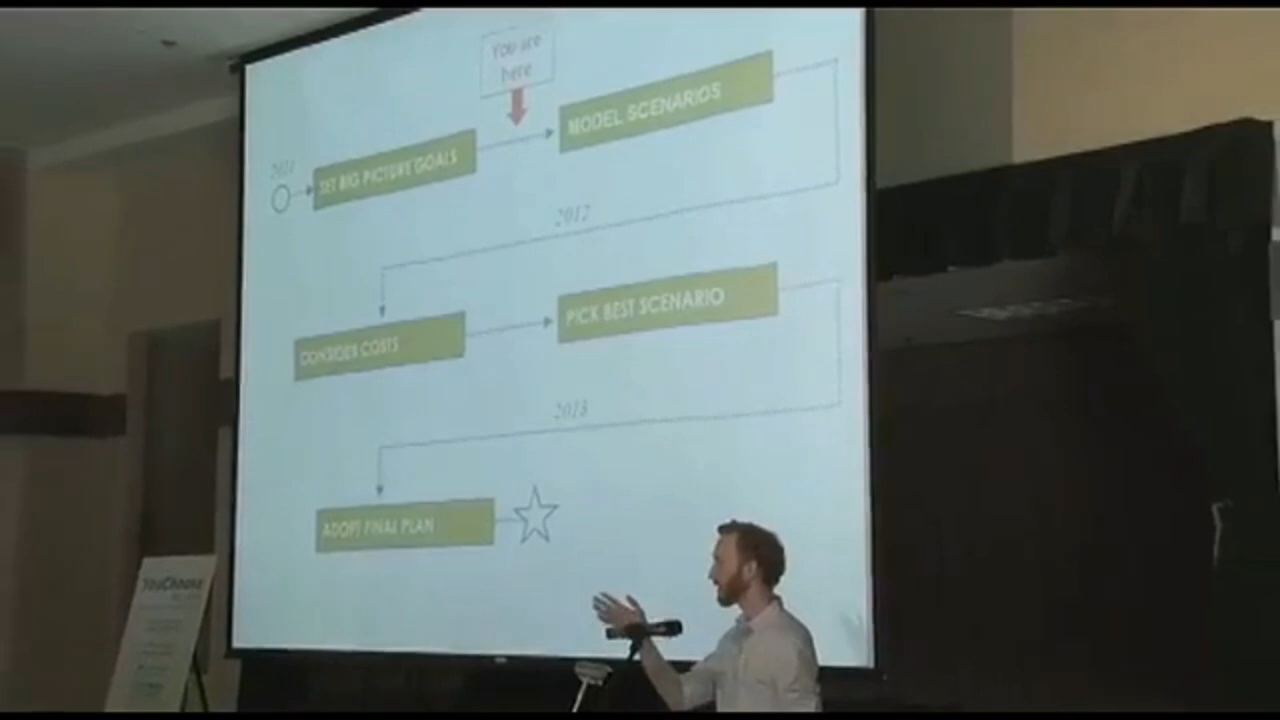 You are
here
MODEL SCENARIOS
SET BIG PICTURE GOALS
2011
2012
PICK BEST SCENARIO
CONSIDER COSTS
2013
ADOPT FINAL PLAN
YouChoose